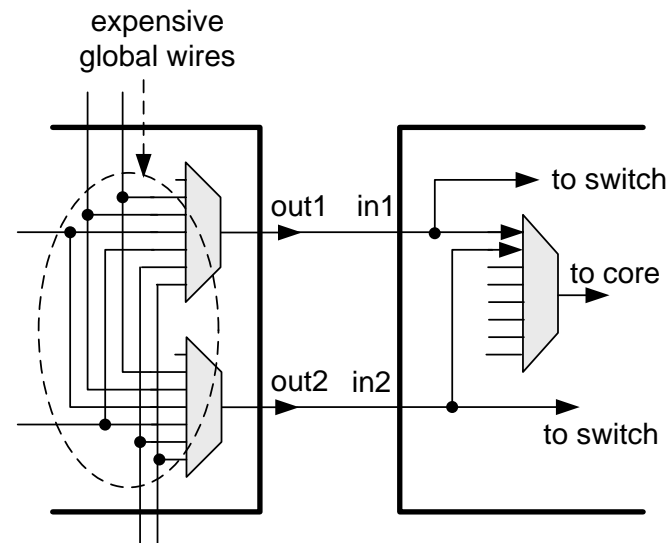 expensive
global wires
to switch
out1
in1
to core
out2
in2
to switch